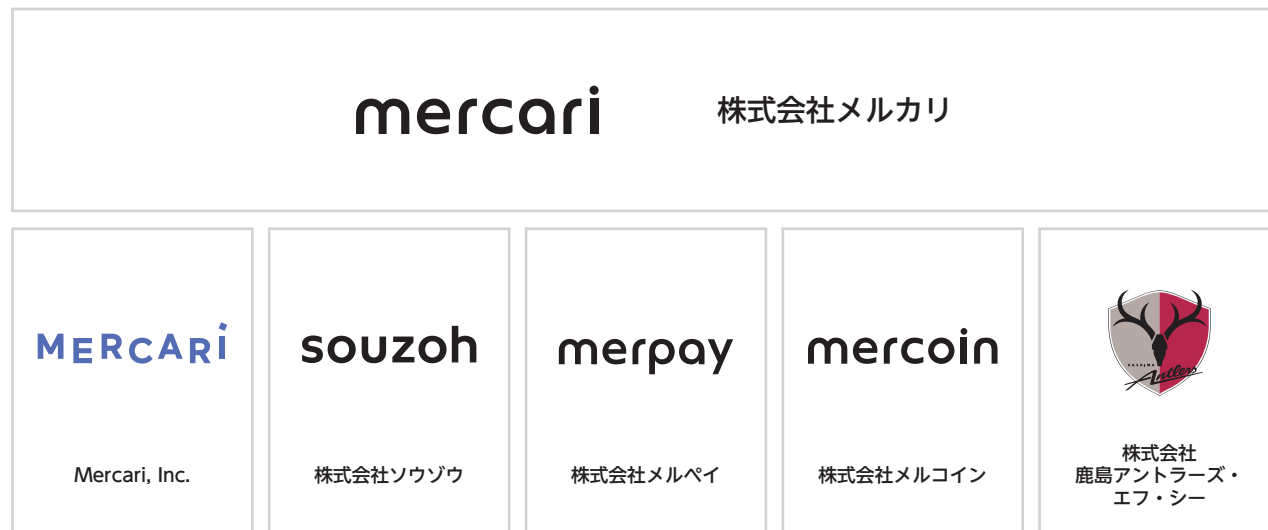 mercari 株式会社メルカリ
MERCARI
souzoh
merpay
mercoin
KASHIMA
Antlers
Mercari, Inc.
株式会社ソウゾウ
株式会社メルペイ
株式会社メルコイン
株式会社
鹿島アントラーズ・
エフ・シー